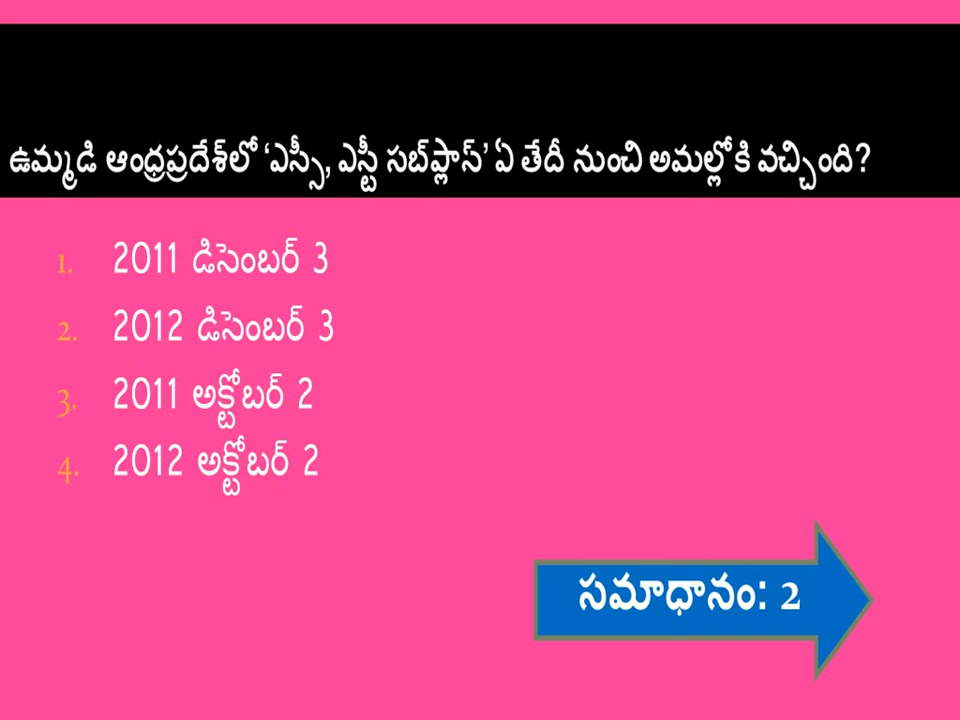 ఉమ్మడి ఆంధ్రప్రదేశ్‌లో ‘ఎస్సీ, ఎస్టీ సబ్‌ప్లాస్’ ఏ తేదీ నుంచి అమల్లోకి వచ్చింది?
1. 2011 డిసెంబర్ 3
2. 2012 డిసెంబర్ 3
3. 2011 అక్టోబర్ 2
4. 2012 అక్టోబర్ 2
సమాధానం: 2